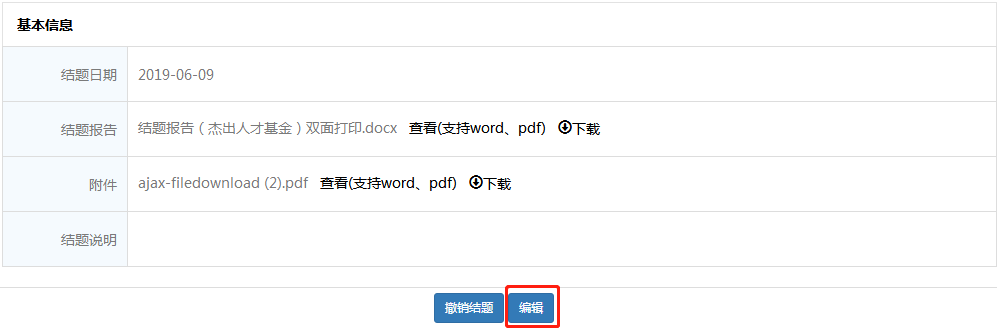 基本信息
结题日期 2019-06-09
结题报告 结题报告（杰出人才基金）双面打印.docx 查看(支持word、pdf) 下载
附件 ajax-filedownload (2).pdf 查看(支持word、pdf) 下载
结题说明
撤销结题 编辑